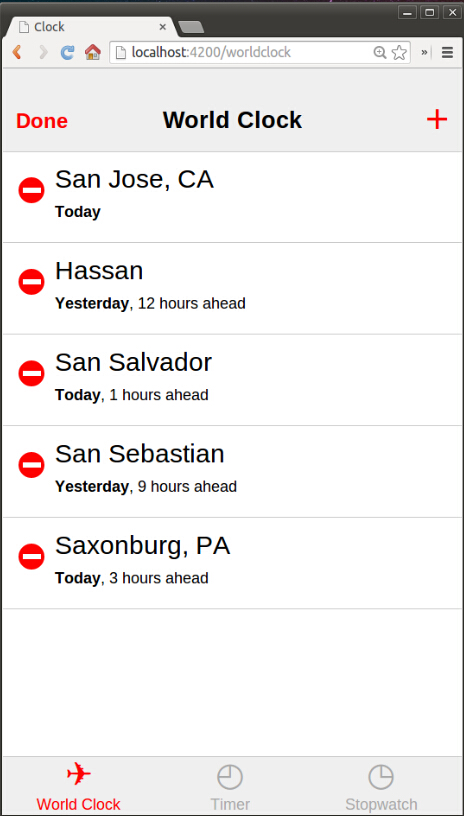 Clock
localhost:4200/worldclock
Done World Clock +
San Jose, CA
Today
Hassan
Yesterday, 12 hours ahead
San Salvador
Today, 1 hours ahead
San Sebastian
Yesterday, 9 hours ahead
Saxonburg, PA
Today, 3 hours ahead
World Clock Timer Stopwatch